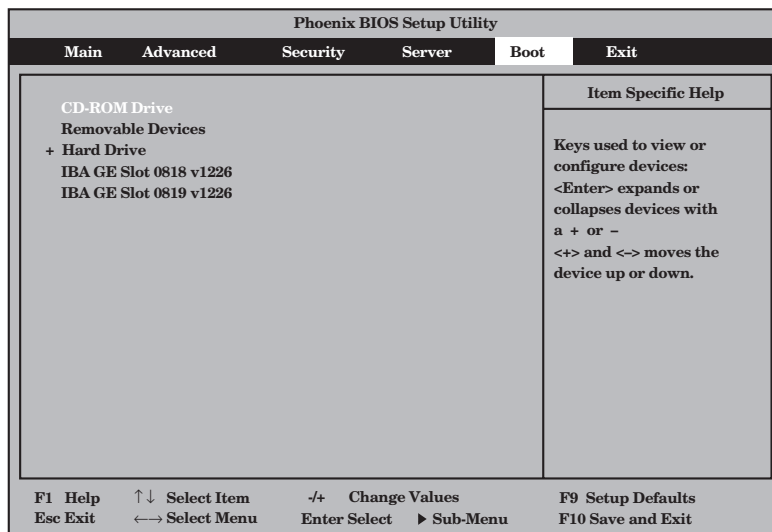 Phoenix BIOS Setup Utility
Main Advanced Security Server Boot Exit
CD-ROM Drive
Removable Devices
+ Hard Drive
IBA GE Slot 0818 v1226
IBA GE Slot 0819 v1226
Item Specific Help
Keys used to view or
configure devices:
<Enter> expands or
collapses devices with
a + or –
<+> and <–> moves the
device up or down.
F1 Help ↑↓ Select Item -/+ Change Values F9 Setup Defaults
Esc Exit ←→ Select Menu Enter Select ▶ Sub-Menu F10 Save and Exit